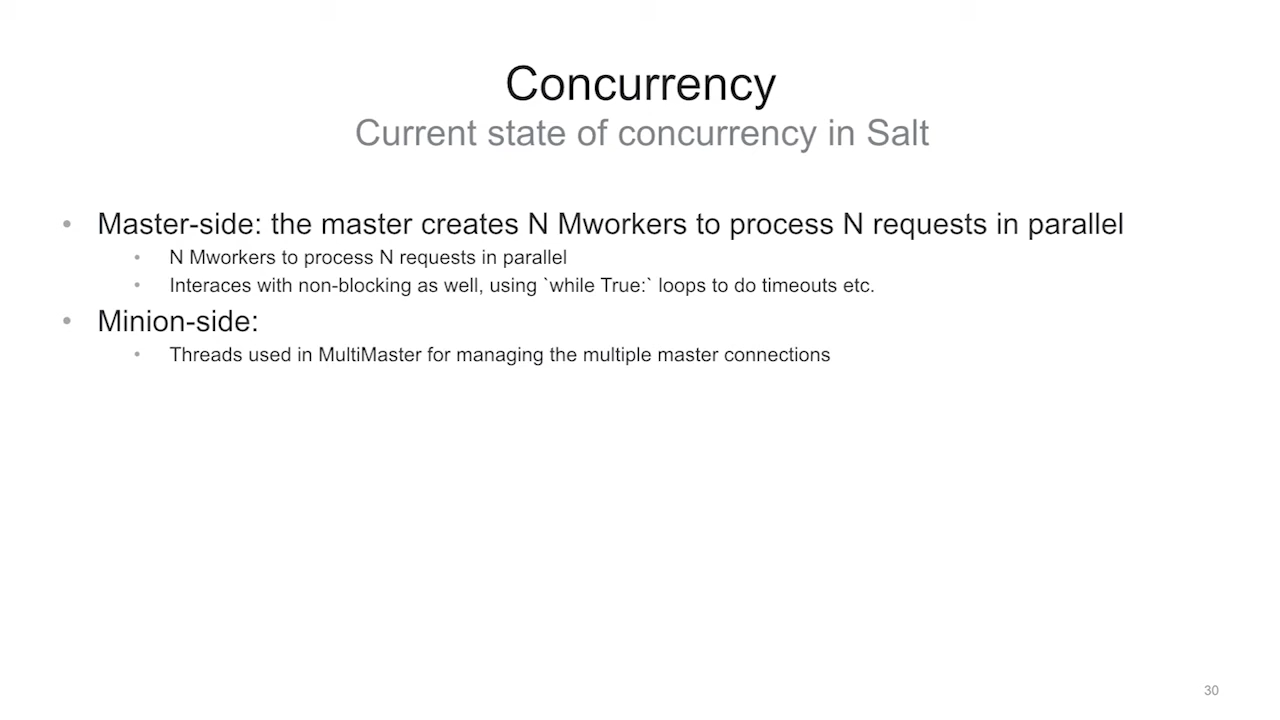 Concurrency
Current state of concurrency in Salt
• Master-side: the master creates N Mworkers to process N requests in parallel
• N Mworkers to process N requests in parallel
• Interaces with non-blocking as well, using `while True:` loops to do timeouts etc.
• Minion-side:
• Threads used in MultiMaster for managing the multiple master connections
30